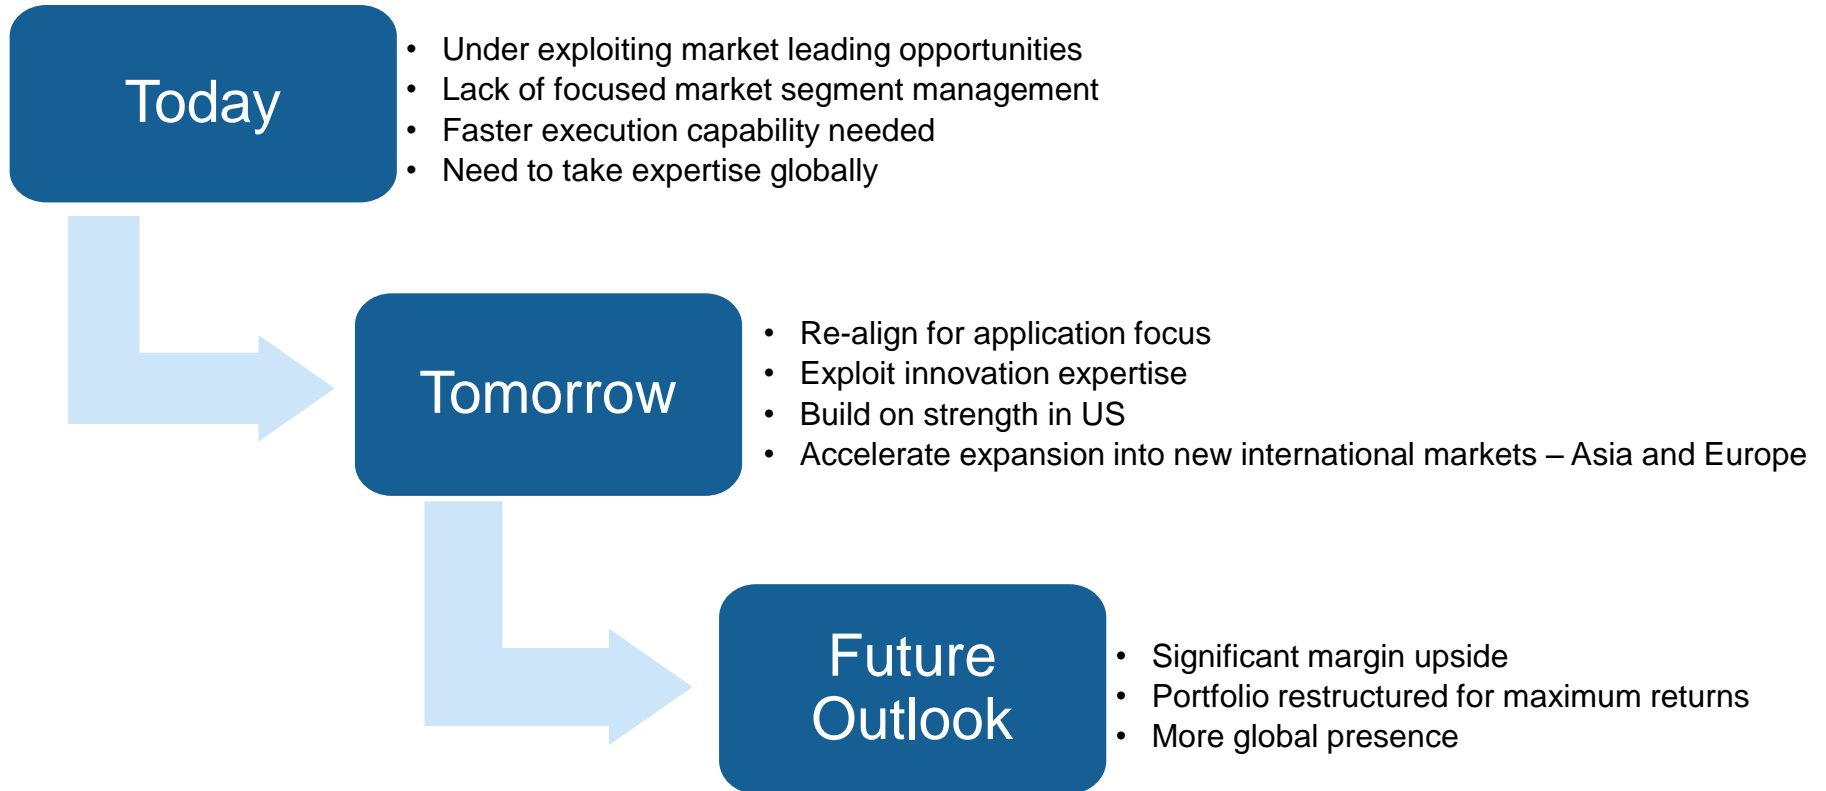 Today
• Under exploiting market leading opportunities
• Lack of focused market segment management
• Faster execution capability needed
• Need to take expertise globally
Tomorrow
• Re-align for application focus
• Exploit innovation expertise
• Build on strength in US
• Accelerate expansion into new international markets – Asia and Europe
Future
Outlook
• Significant margin upside
• Portfolio restructured for maximum returns
• More global presence